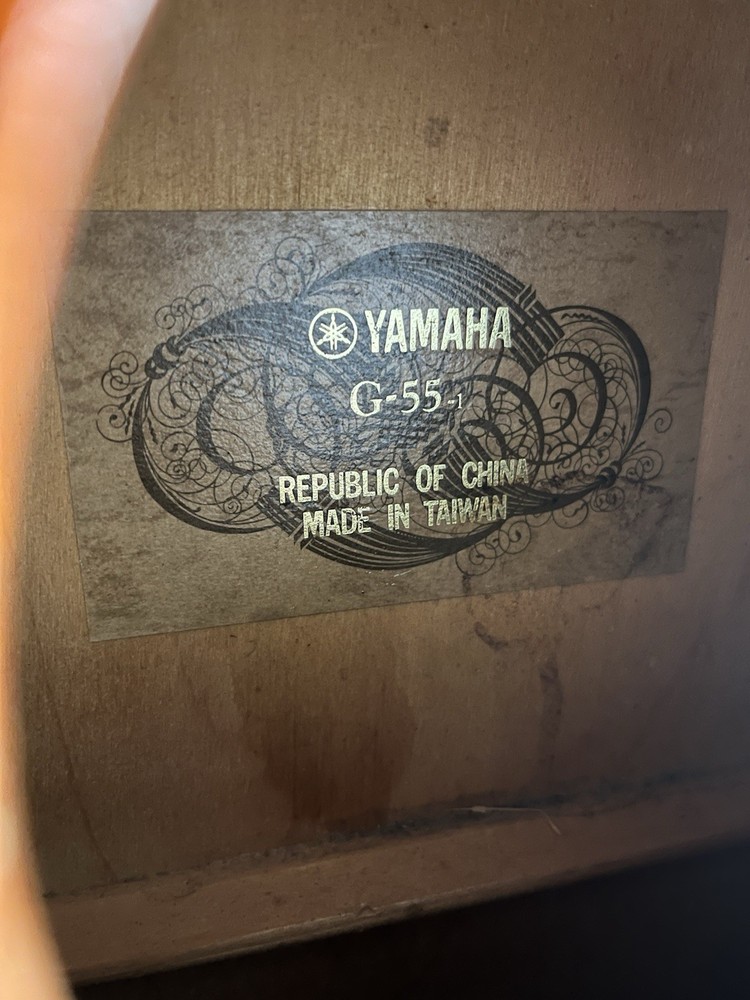 YAMAHA
G-55-1
REPUBLIC OF CHINA
MADE IN TAIWAN